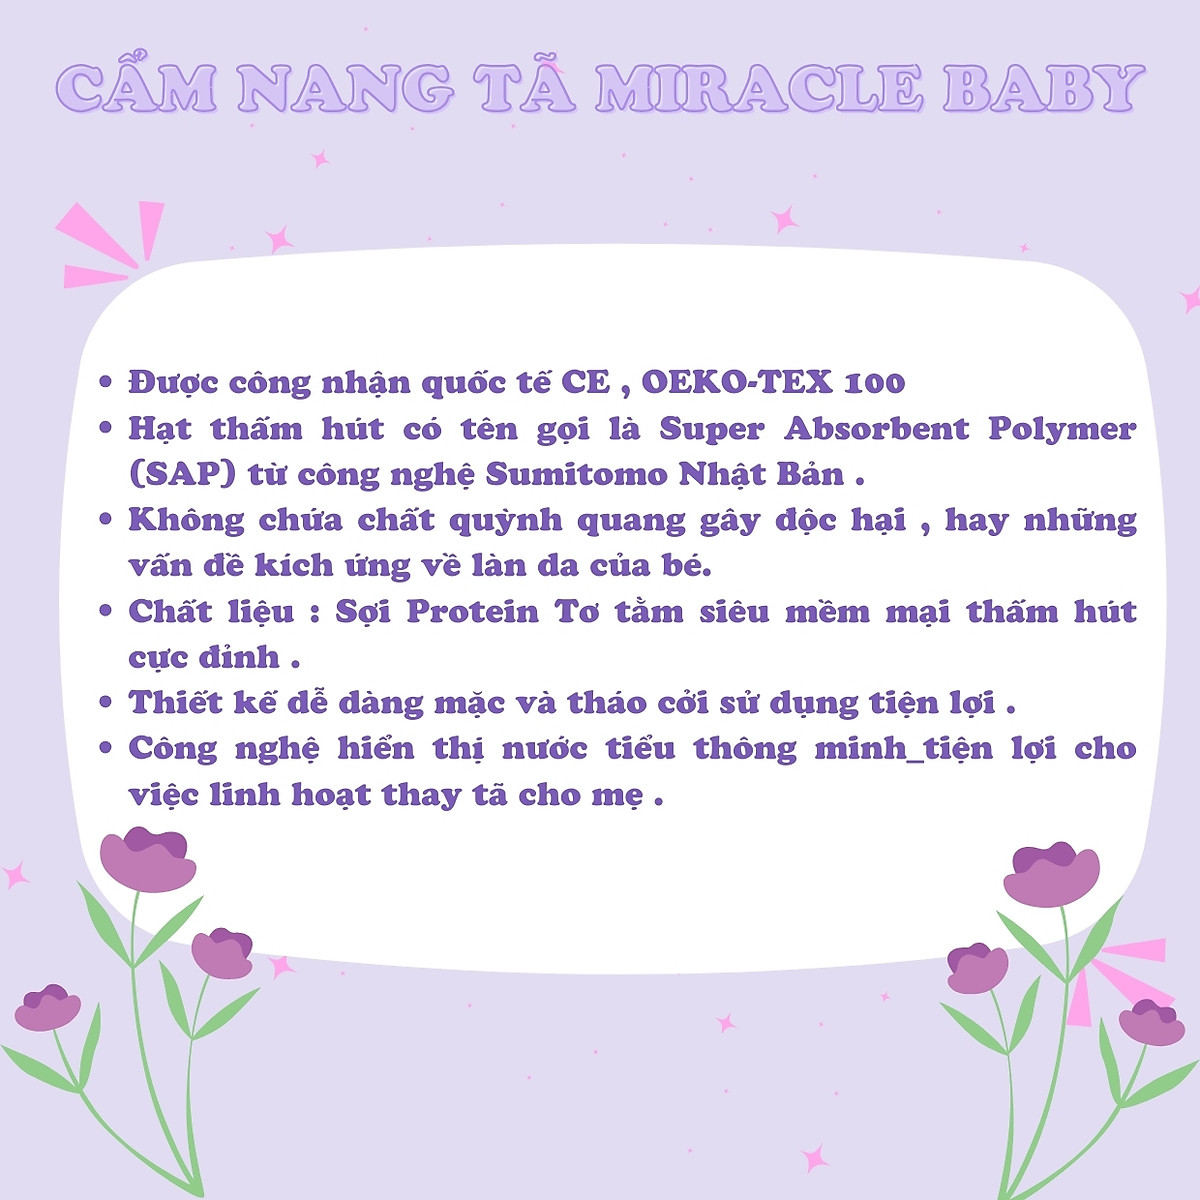 CẨM NANG TÃ MIRACLE BABY
• Được công nhận quốc tế CE , OEKO-TEX 100
• Hạt thấm hút có tên gọi là Super Absorbent Polymer
(SAP) từ công nghệ Sumitomo Nhật Bản .
• Không chứa chất quỳnh quang gây độc hại , hay những
vấn đề kích ứng về làn da của bé.
• Chất liệu : Sợi Protein Tơ tằm siêu mềm mại thấm hút
cực đỉnh .
• Thiết kế dễ dàng mặc và tháo cởi sử dụng tiện lợi .
• Công nghệ hiển thị nước tiểu thông minh_tiện lợi cho
việc linh hoạt thay tã cho mẹ .